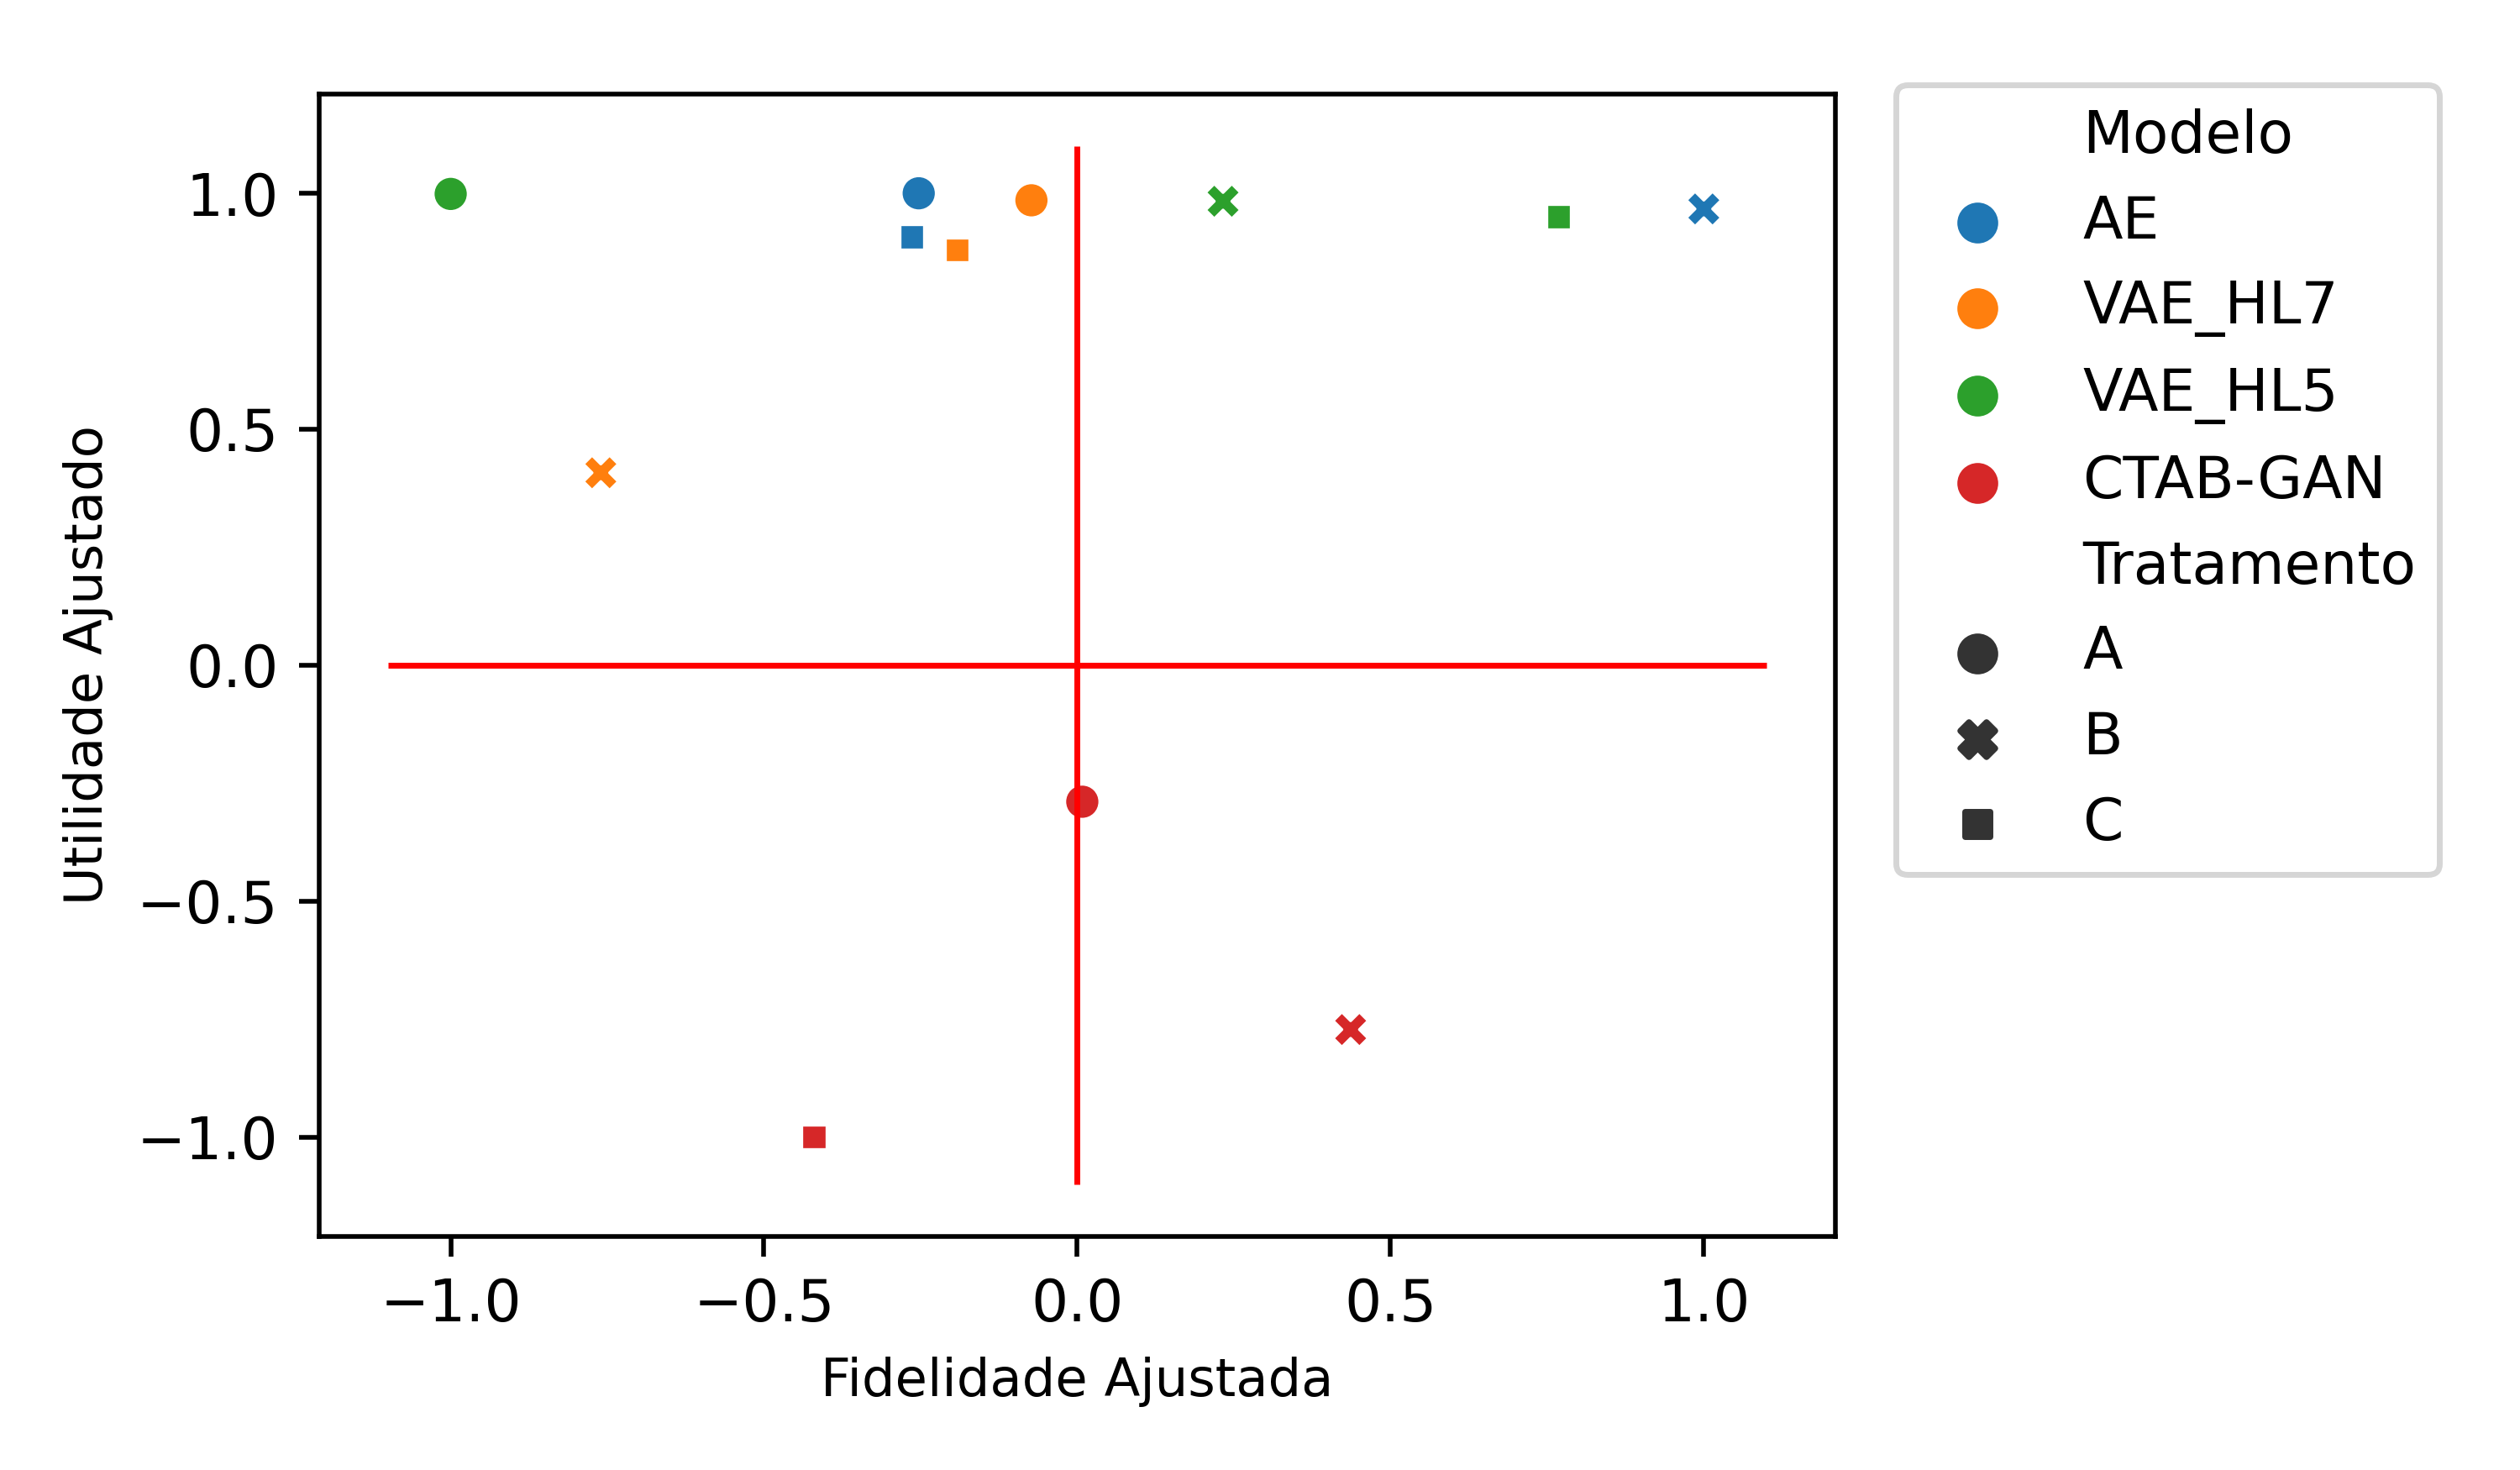 1.0
0.5
0.0
−0.5
−1.0
Utilidade Ajustado
−1.0
−0.5
0.0
0.5
1.0
Fidelidade Ajustada
Modelo
AE
VAE_HL7
VAE_HL5
CTAB-GAN
Tratamento
A
B
C